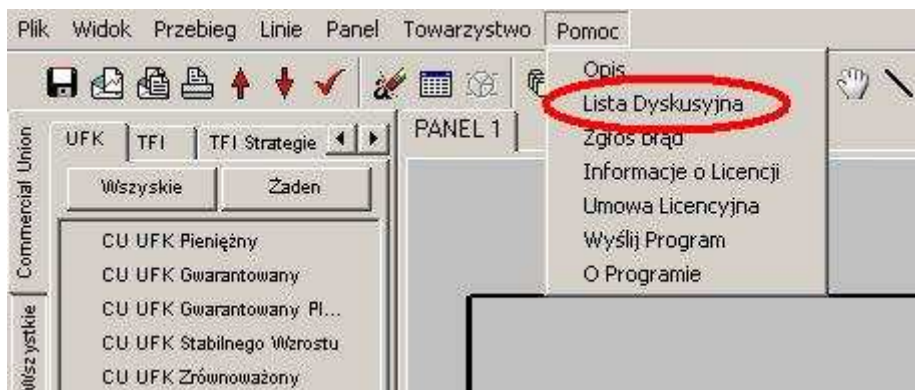 Plik Widok Przebieg Linie Panel Towarzystwo Pomoc
Opis
Lista Dyskusyjna
Zgłoś błąd
Informacje o Licencji
Umowa Licencyjna
Wyślij Program
O Programie
UFK TFI TFI Strategie
PANEL 1
Wszyskie Żaden
Commercial Union
Wszystkie
CU UFK Pieniężny
CU UFK Gwarantowany
CU UFK Gwarantowany Pl...
CU UFK Stabilnego Wzrostu
CU UFK Zrównoważony